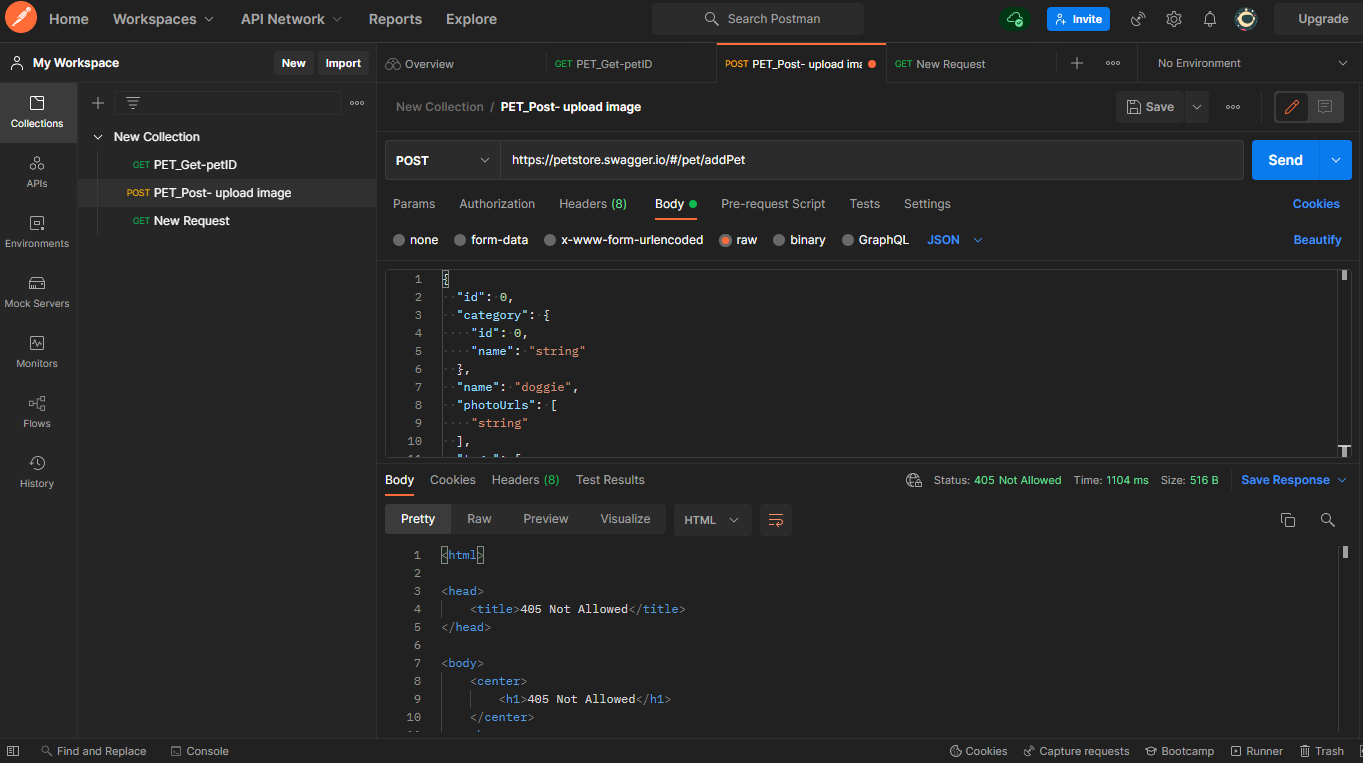 Home Workspaces API Network Reports Explore Search Postman Invite Upgrade
My Workspace New Import
Overview GET PET_Get-petID POST PET_Post- upload ima GET New Request No Environment
Collections
APIs
Environments
Mock Servers
Monitors
Flows
History
New Collection
GET PET_Get-petID
POST PET_Post- upload image
GET New Request
New Collection / PET_Post- upload image Save
POST https://petstore.swagger.io/#/pet/addPet Send
Params Authorization Headers (8) Body Pre-request Script Tests Settings Cookies
none form-data x-www-form-urlencoded raw binary GraphQL JSON Beautify
1 {
2 "id": 0,
3 "category": {
4 "id": 0,
5 "name": "string"
6 },
7 "name": "doggie",
8 "photoUrls": [
9 "string"
10 ],
Body Cookies Headers (8) Test Results Status: 405 Not Allowed Time: 1104 ms Size: 516 B Save Response
Pretty Raw Preview Visualize HTML
1 <html>
2
3 <head>
4 <title>405 Not Allowed</title>
5 </head>
6
7 <body>
8 <center>
9 <h1>405 Not Allowed</h1>
10 </center>
Find and Replace Console Cookies Capture requests Bootcamp Runner Trash